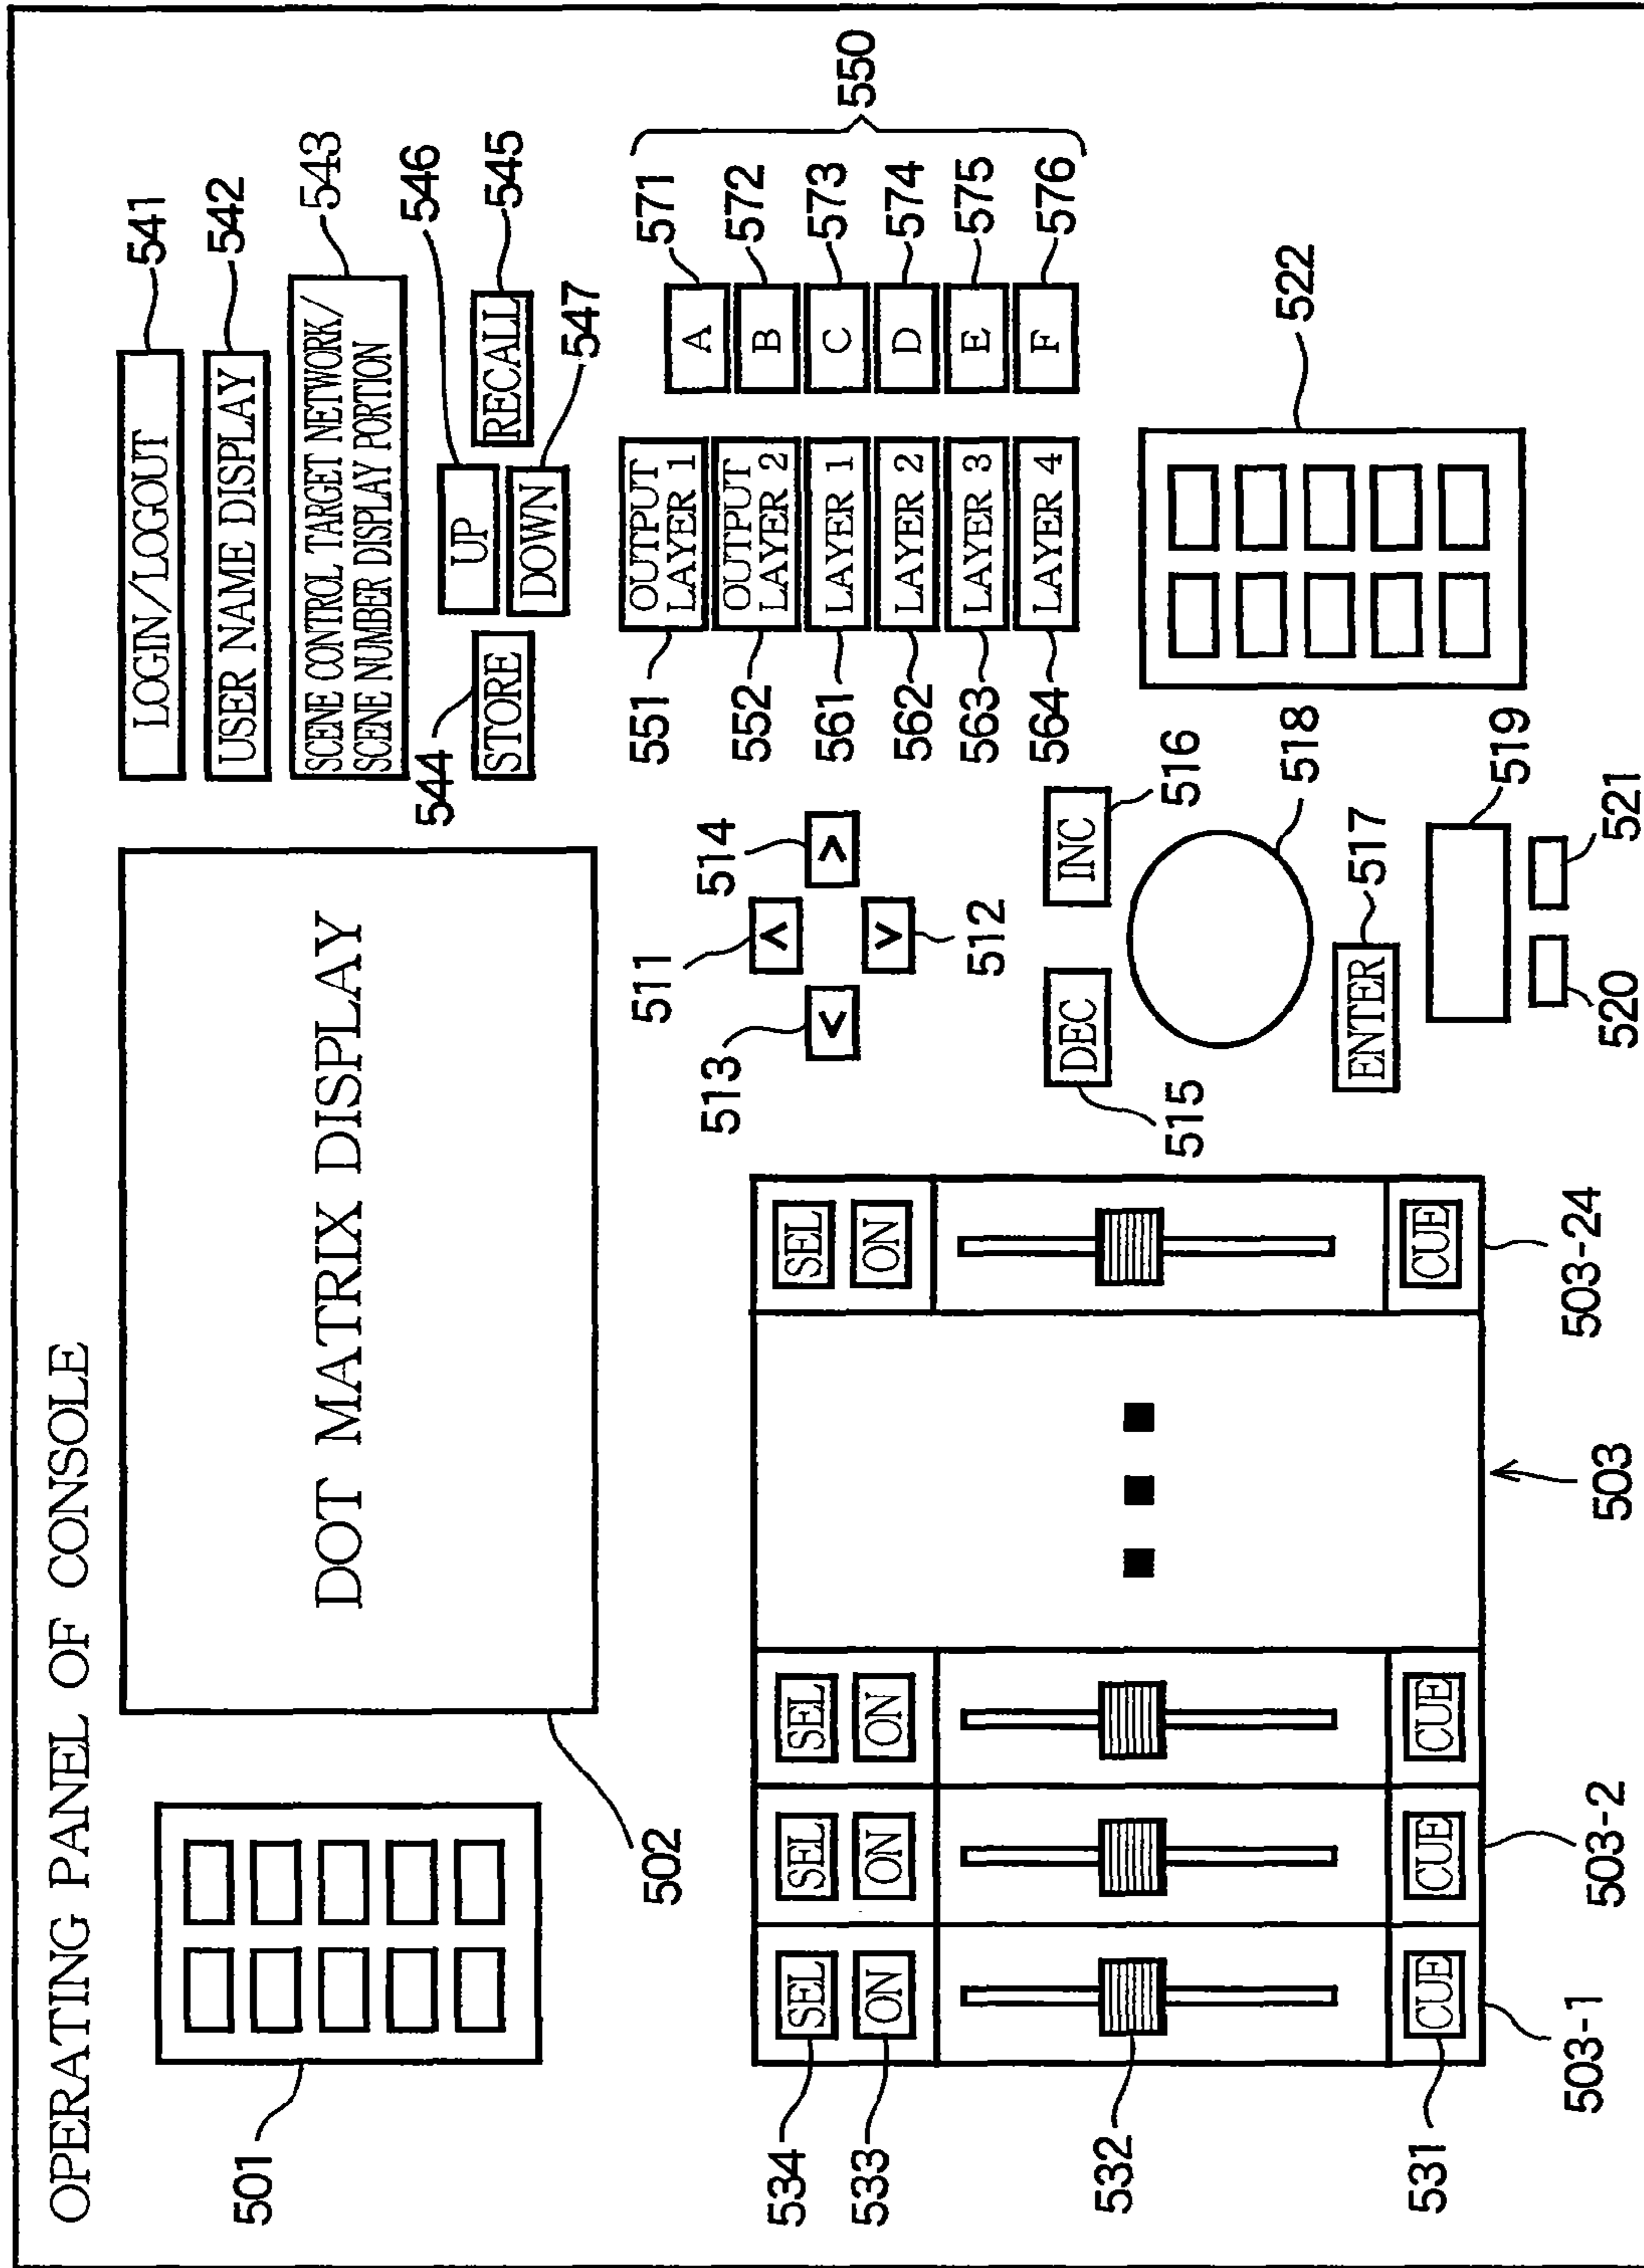 OPERATING PANEL OF CONSOLE
501
502
DOT MATRIX DISPLAY
LOGIN/LOGOUT
541
USER NAME DISPLAY
542
SCENE CONTROL TARGET NETWORK/
SCENE NUMBER DISPLAY PORTION
543
544
STORE
UP
546
DOWN
547
RECALL
545
534
SEL
SEL
SEL
SEL
533
ON
ON
ON
ON
532
531
CUE
CUE
CUE
CUE
503-1
503-2
503
503-24
511
<
513
^
>
514
v
512
DEC
515
INC
516
518
ENTER
517
519
520
521
551
OUTPUT
LAYER 1
552
OUTPUT
LAYER 2
561
LAYER 1
562
LAYER 2
563
LAYER 3
564
LAYER 4
A
571
B
572
C
573
D
574
E
575
F
576
550
522